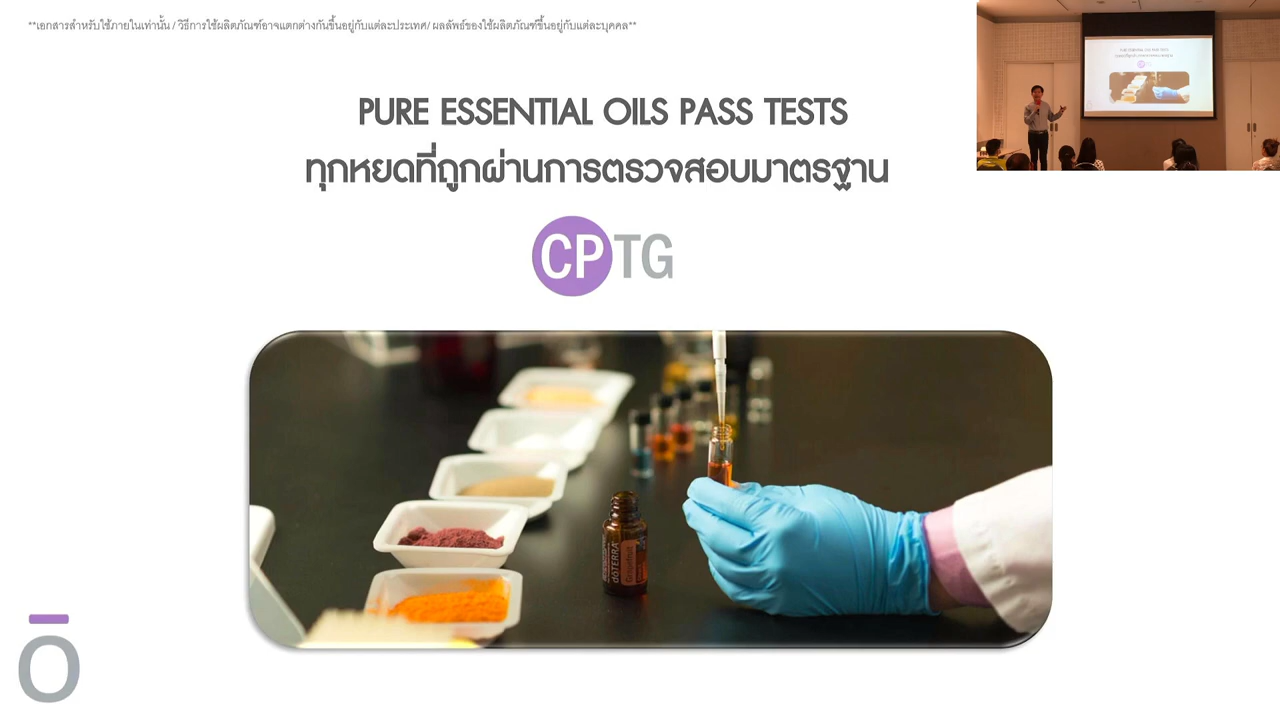 **เอกสารสำหรับใช้ภายในเท่านั้น / วิธีการใช้ผลิตภัณฑ์อาจแตกต่างกันขึ้นอยู่กับแต่ละประเทศ/ ผลลัพธ์ของใช้ผลิตภัณฑ์ขึ้นอยู่กับแต่ละบุคคล**
PURE ESSENTIAL OILS PASS TESTS
ทุกหยดที่ถูกผ่านการตรวจสอบมาตรฐาน
CPTG
dōTERRA
Grapefruit
Ō